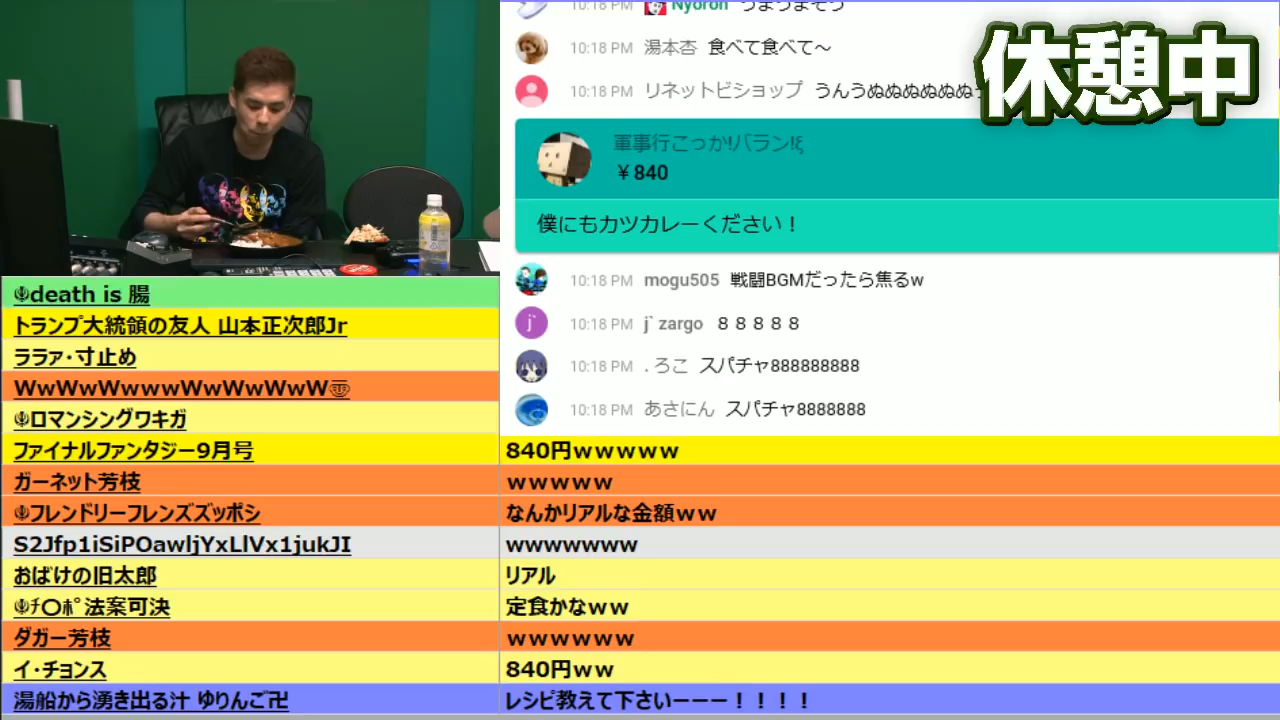 10:18 PM Nyoron うまうまそう
休憩中
10:18 PM 湯本杏 食べて食べて～
10:18 PM リネットビショップ うんうぬぬぬぬぬぬ
軍事行こっか!バラン!ξ
￥840
僕にもカツカレーください！
10:18 PM mogu505 戦闘BGMだったら焦るw
10:18 PM j` zargo ８８８８８
10:18 PM . ろこ スパチャ888888888
10:18 PM あさにん スパチャ8888888
☬death is 腸
トランプ大統領の友人 山本正次郎Jr
ララァ・寸止め
WwWwWwwwWwWwWwW
☬ロマンシングワキガ
ファイナルファンタジー9月号 840円ｗｗｗｗｗ
ガーネット芳枝 ｗｗｗｗｗ
☬フレンドリーフレンズズッポシ なんかリアルな金額ｗｗ
S2Jfp1iSiPOawljYxLlVx1jukJI wwwwwww
おばけの旧太郎 リアル
☬ﾁ〇ﾎﾟ法案可決 定食かなｗｗ
ダガー芳枝 ｗｗｗｗｗｗ
イ・チョンス 840円ｗｗ
湯船から湧き出る汁 ゆりんご卍 レシピ教えて下さいーーー！！！！